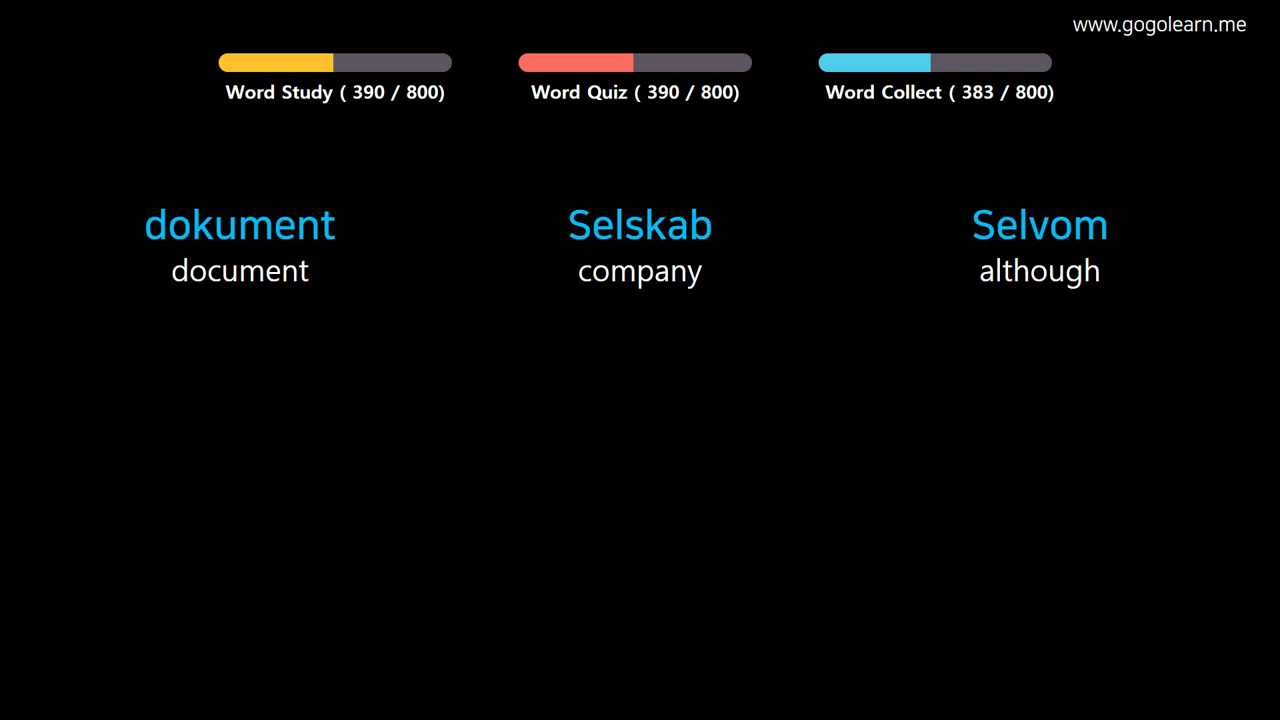 www.gogolearn.me
Word Study ( 390 / 800)
Word Quiz ( 390 / 800)
Word Collect ( 383 / 800)
dokument
document
Selskab
company
Selvom
although